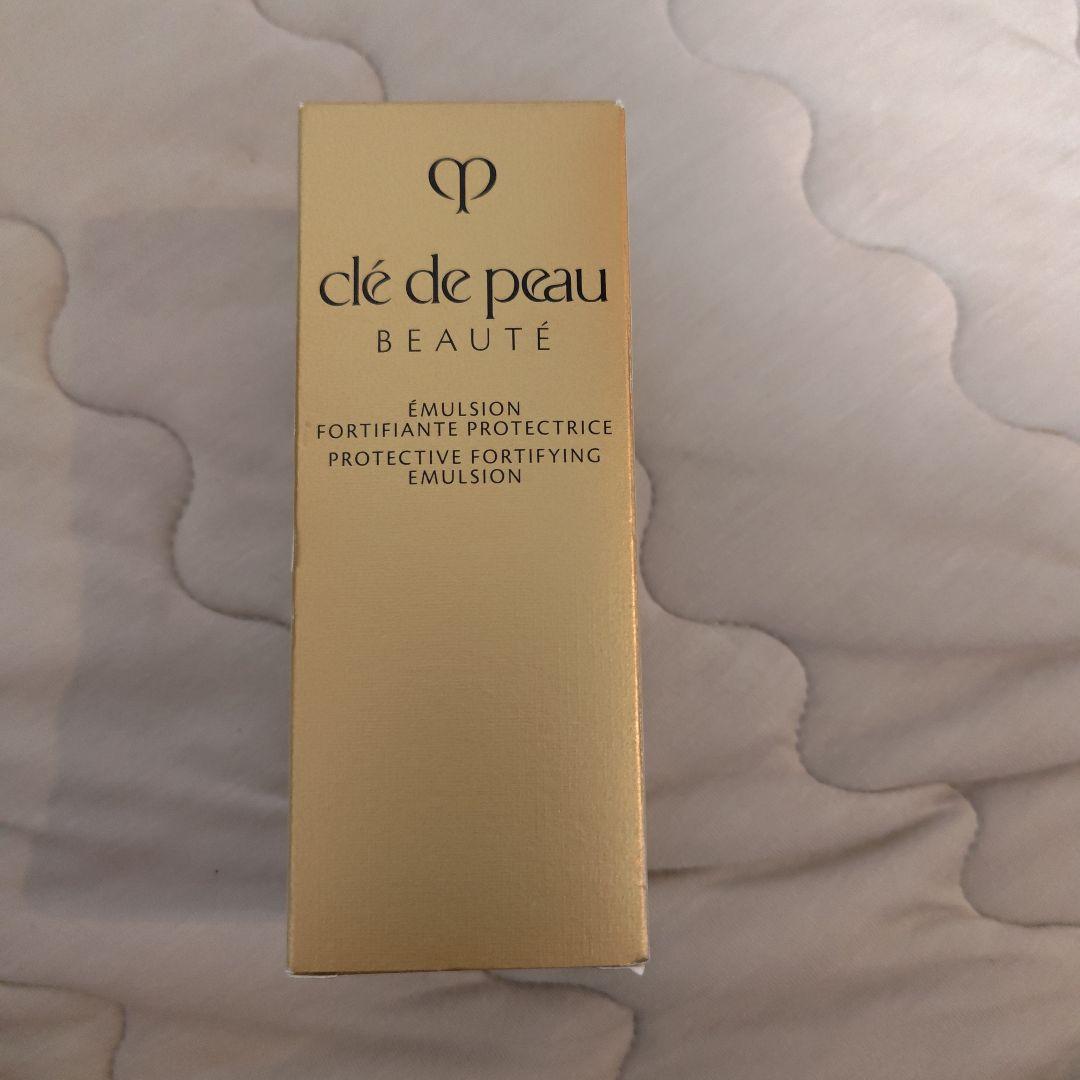 clé de peau
BEAUTÉ
ÉMULSION
FORTIFIANTE PROTECTRICE
PROTECTIVE FORTIFYING
EMULSION